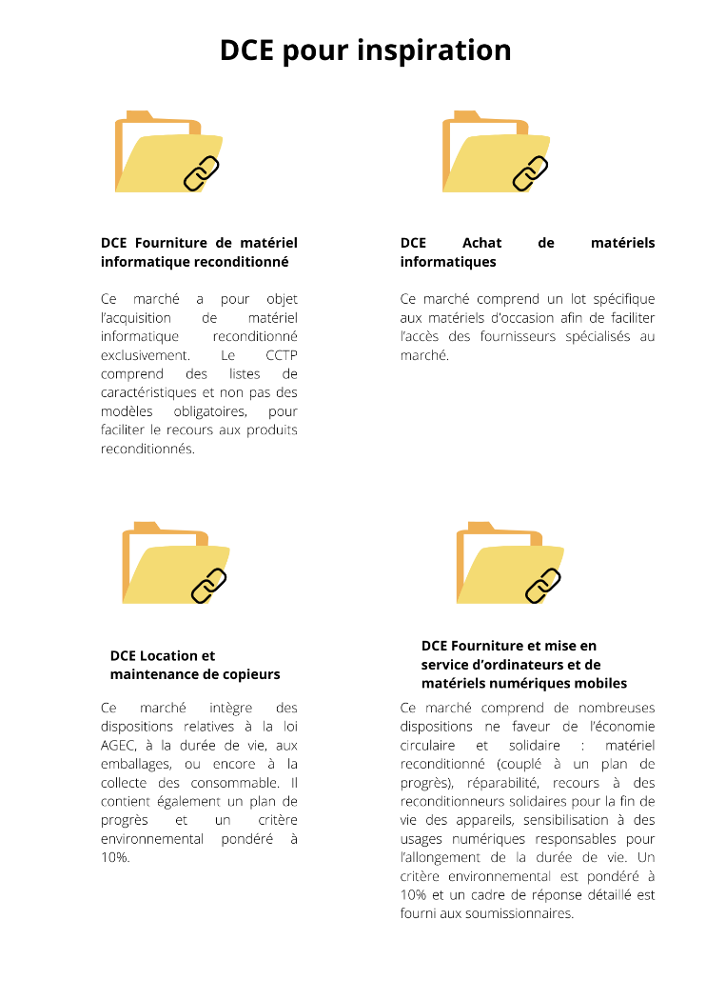 DCE pour inspiration
DCE Fourniture de matériel
informatique reconditionné
Ce marché a pour objet
l’acquisition de matériel
informatique reconditionné
exclusivement. Le CCTP
comprend des listes de
caractéristiques et non pas des
modèles obligatoires, pour
faciliter le recours aux produits
reconditionnés.
DCE Achat de matériels
informatiques
Ce marché comprend un lot spécifique
aux matériels d'occasion afin de faciliter
l’accès des fournisseurs spécialisés au
marché.
DCE Location et
maintenance de copieurs
Ce marché intègre des
dispositions relatives à la loi
AGEC, à la durée de vie, aux
emballages, ou encore à la
collecte des consommable. Il
contient également un plan de
progrès et un critère
environnemental pondéré à
10%.
DCE Fourniture et mise en
service d’ordinateurs et de
matériels numériques mobiles
Ce marché comprend de nombreuses
dispositions ne faveur de l’économie
circulaire et solidaire : matériel
reconditionné (couplé à un plan de
progrès), réparabilité, recours à des
reconditionneurs solidaires pour la fin de
vie des appareils, sensibilisation à des
usages numériques responsables pour
l’allongement de la durée de vie. Un
critère environnemental est pondéré à
10% et un cadre de réponse détaillé est
fourni aux soumissionnaires.